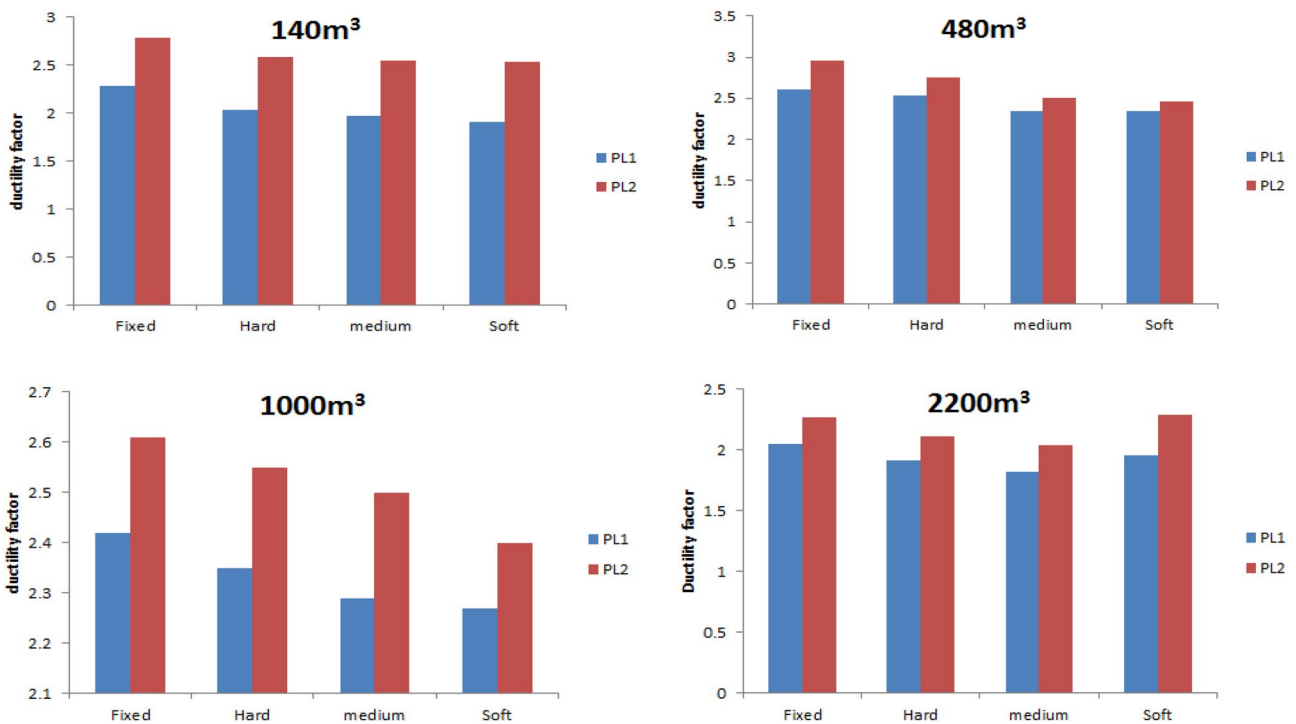 140m³
ductility factor
3
2.5
2
1.5
1
0.5
0
Fixed Hard medium Soft
PL1
PL2
480m³
ductility factor
3.5
3
2.5
2
1.5
1
0.5
0
Fixed Hard medium Soft
PL1
PL2
1000m³
ductility factor
2.7
2.6
2.5
2.4
2.3
2.2
2.1
Fixed Hard medium Soft
PL1
PL2
2200m³
Ductility factor
2.5
2
1.5
1
0.5
0
Fixed Hard medium Soft
PL1
PL2